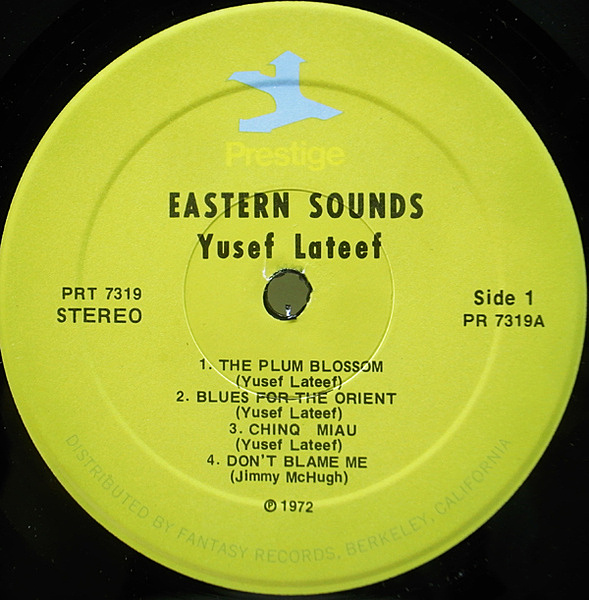 Prestige
EASTERN SOUNDS
Yusef Lateef
PRT 7319
STEREO
Side 1
PR 7319A
1. THE PLUM BLOSSOM
(Yusef Lateef)
2. BLUES FOR THE ORIENT
(Yusef Lateef)
3. CHINQ MIAU
(Yusef Lateef)
4. DON'T BLAME ME
(Jimmy McHugh)
℗ 1972
DISTRIBUTED BY FANTASY RECORDS, BERKELEY, CALIFORNIA